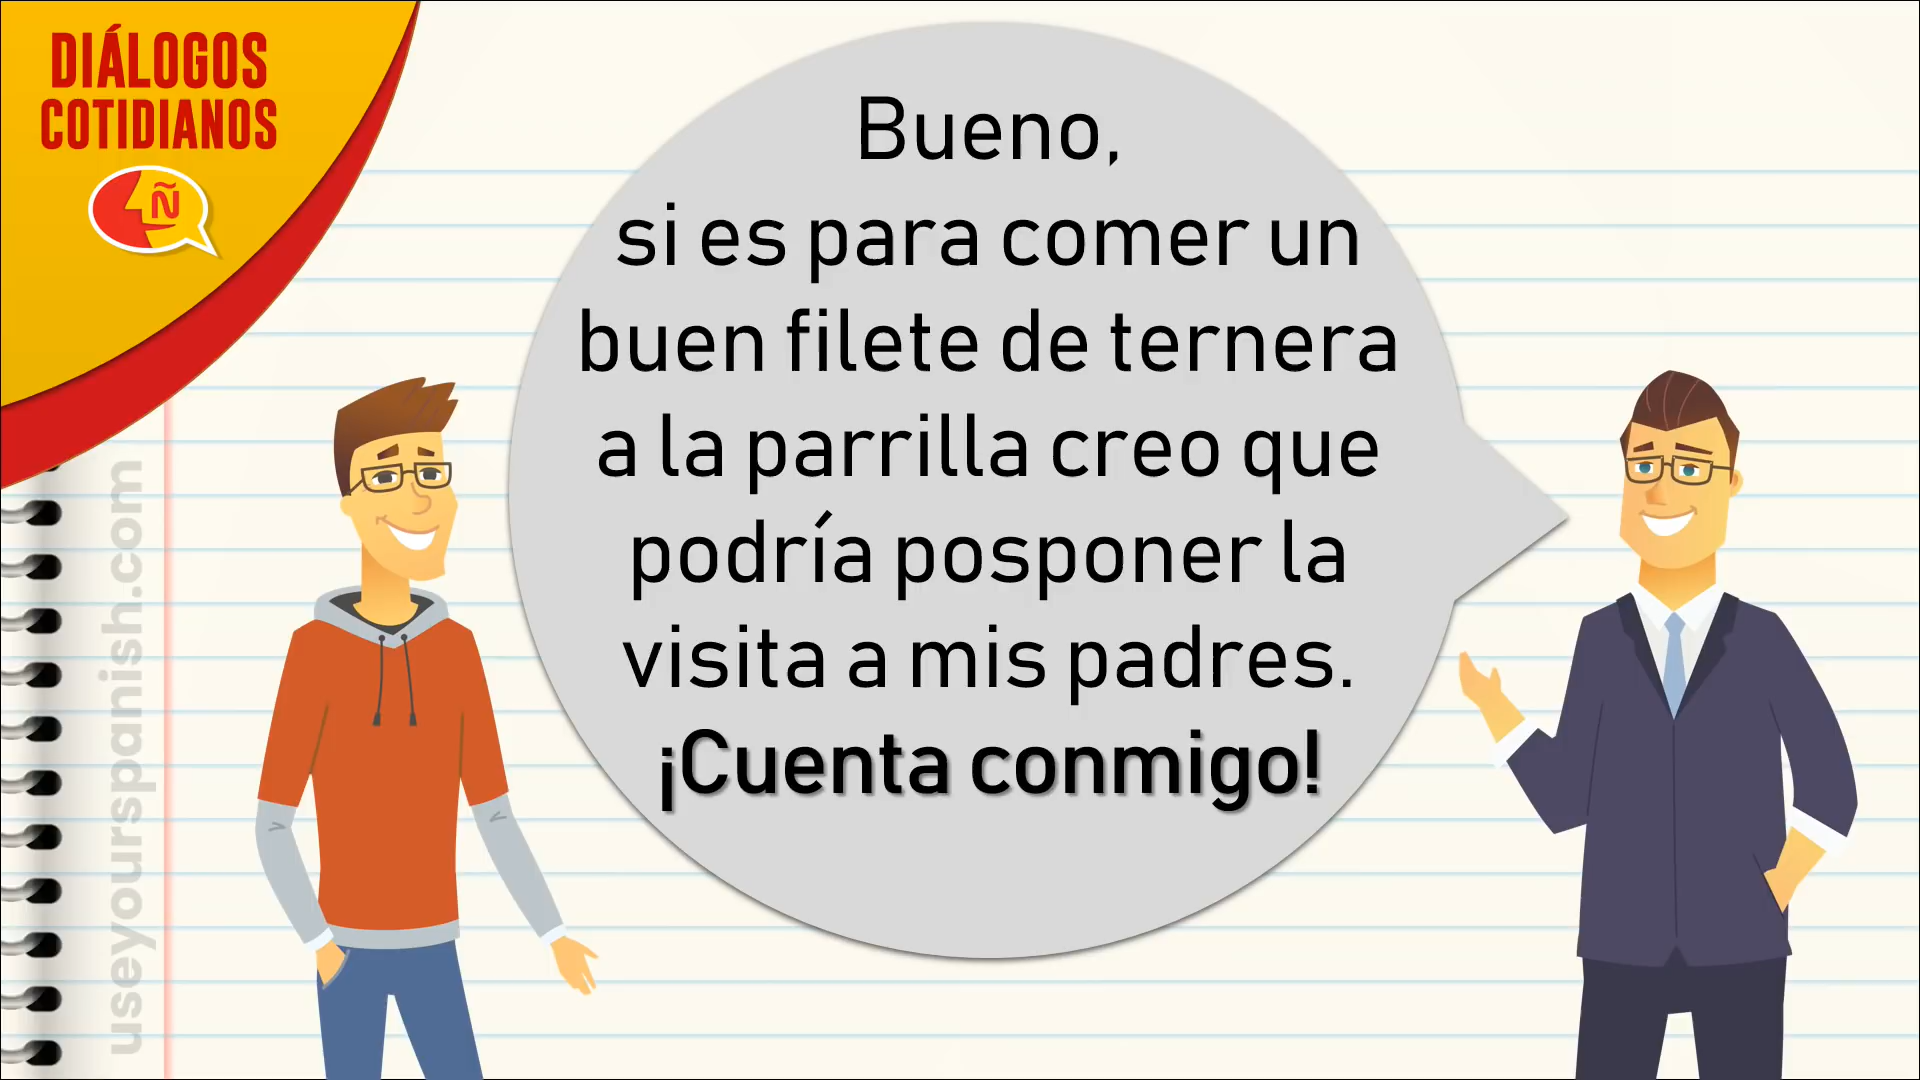 DIÁLOGOS
COTIDIANOS
Ñ
Bueno,
si es para comer un
buen filete de ternera
a la parrilla creo que
podría posponer la
visita a mis padres.
¡Cuenta conmigo!
useyourspanish.com